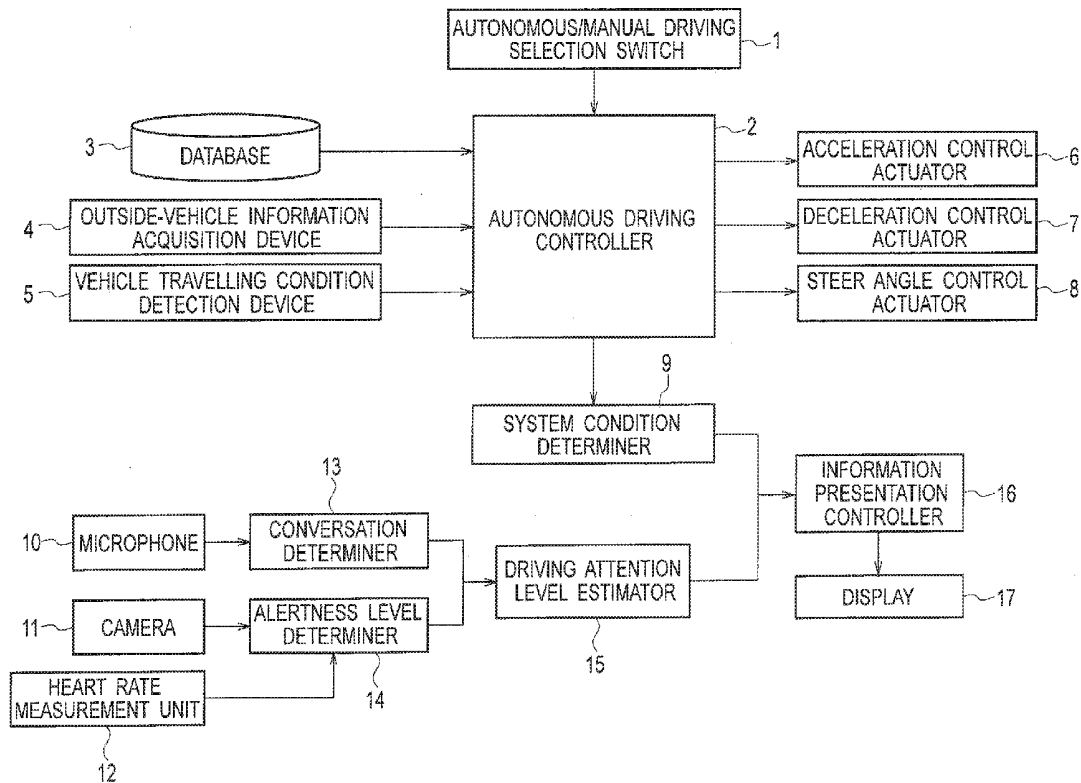 AUTONOMOUS/MANUAL DRIVING
SELECTION SWITCH
1
2
3
DATABASE
4
OUTSIDE-VEHICLE INFORMATION
ACQUISITION DEVICE
5
VEHICLE TRAVELLING CONDITION
DETECTION DEVICE
AUTONOMOUS DRIVING
CONTROLLER
ACCELERATION CONTROL
ACTUATOR
6
DECELERATION CONTROL
ACTUATOR
7
STEER ANGLE CONTROL
ACTUATOR
8
9
SYSTEM CONDITION
DETERMINER
13
10
MICROPHONE
CONVERSATION
DETERMINER
11
CAMERA
ALERTNESS LEVEL
DETERMINER
14
HEART RATE
MEASUREMENT UNIT
12
DRIVING ATTENTION
LEVEL ESTIMATOR
15
INFORMATION
PRESENTATION
CONTROLLER
16
DISPLAY
17